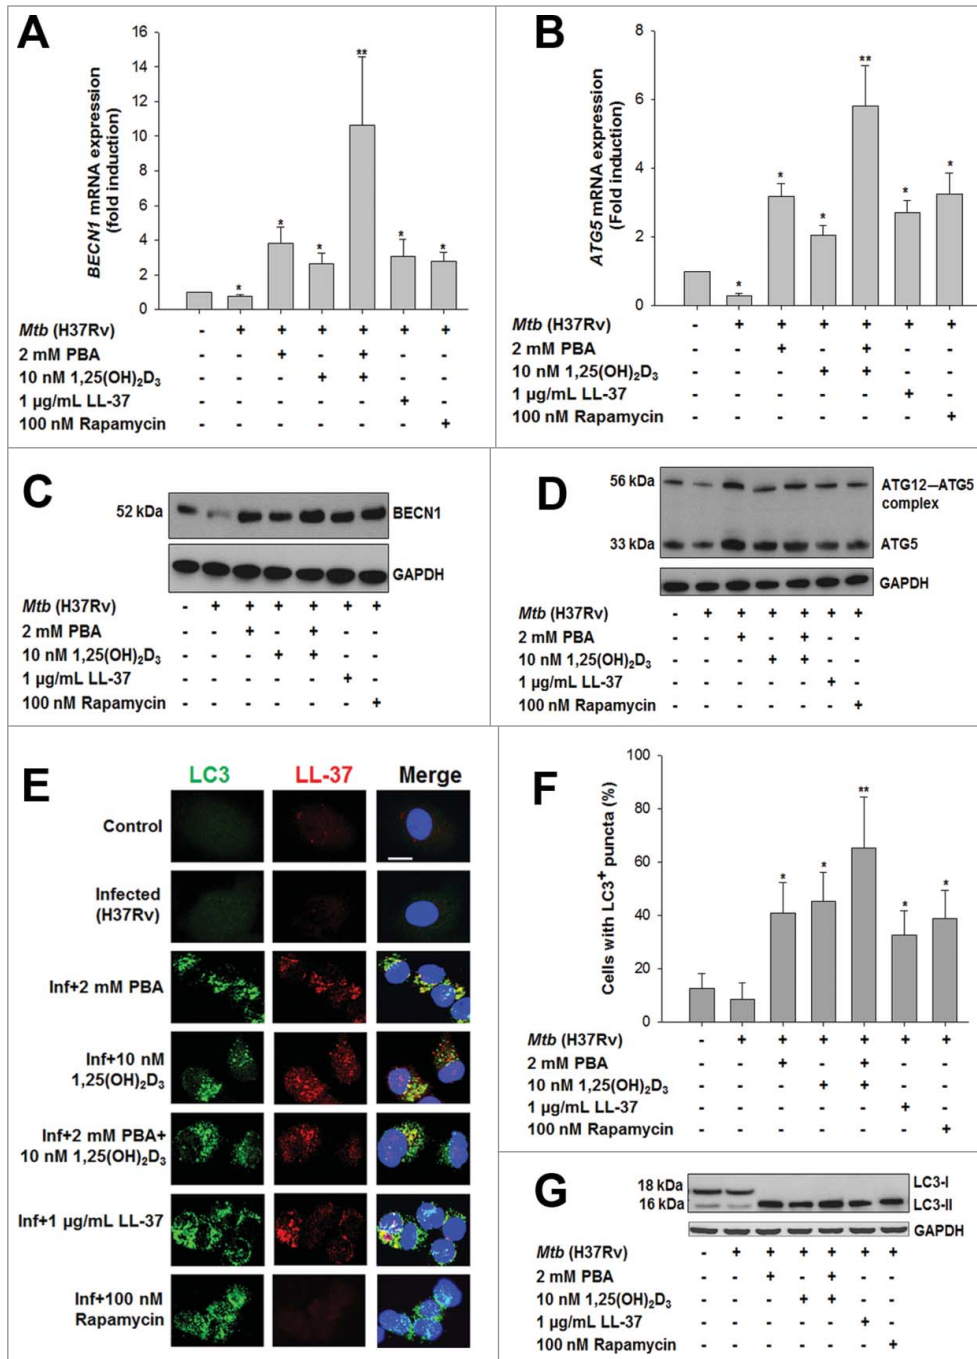 A
BECN1 mRNA expression
(fold induction)
16
14
12
10
8
6
4
2
0
* * * ** * *
Mtb (H37Rv) - + + + + + +
2 mM PBA - - + - + - -
10 nM 1,25(OH)₂D₃ - - - + + - -
1 µg/mL LL-37 - - - - - + -
100 nM Rapamycin - - - - - - +
B
ATG5 mRNA expression
(Fold induction)
8
6
4
2
0
* * * ** * *
Mtb (H37Rv) - + + + + + +
2 mM PBA - - + - + - -
10 nM 1,25(OH)₂D₃ - - - + + - -
1 µg/mL LL-37 - - - - - + -
100 nM Rapamycin - - - - - - +
C
52 kDa BECN1
GAPDH
Mtb (H37Rv) - + + + + + +
2 mM PBA - - + - + - -
10 nM 1,25(OH)₂D₃ - - - + + - -
1 µg/mL LL-37 - - - - - + -
100 nM Rapamycin - - - - - - +
D
56 kDa ATG12—ATG5
complex
33 kDa ATG5
GAPDH
Mtb (H37Rv) - + + + + + +
2 mM PBA - - + - + - -
10 nM 1,25(OH)₂D₃ - - - + + - -
1 µg/mL LL-37 - - - - - + -
100 nM Rapamycin - - - - - - +
E
LC3 LL-37 Merge
Control
Infected
(H37Rv)
Inf+2 mM PBA
Inf+10 nM
1,25(OH)₂D₃
Inf+2 mM PBA+
10 nM 1,25(OH)₂D₃
Inf+1 µg/mL LL-37
Inf+100 nM
Rapamycin
F
Cells with LC3⁺ puncta (%)
100
80
60
40
20
0
* * ** * *
Mtb (H37Rv) - + + + + + +
2 mM PBA - - + - + - -
10 nM 1,25(OH)₂D₃ - - - + + - -
1 µg/mL LL-37 - - - - - + -
100 nM Rapamycin - - - - - - +
G
18 kDa LC3-I
16 kDa LC3-II
GAPDH
Mtb (H37Rv) - + + + + + +
2 mM PBA - - + - + - -
10 nM 1,25(OH)₂D₃ - - - + + - -
1 µg/mL LL-37 - - - - - + -
100 nM Rapamycin - - - - - - +